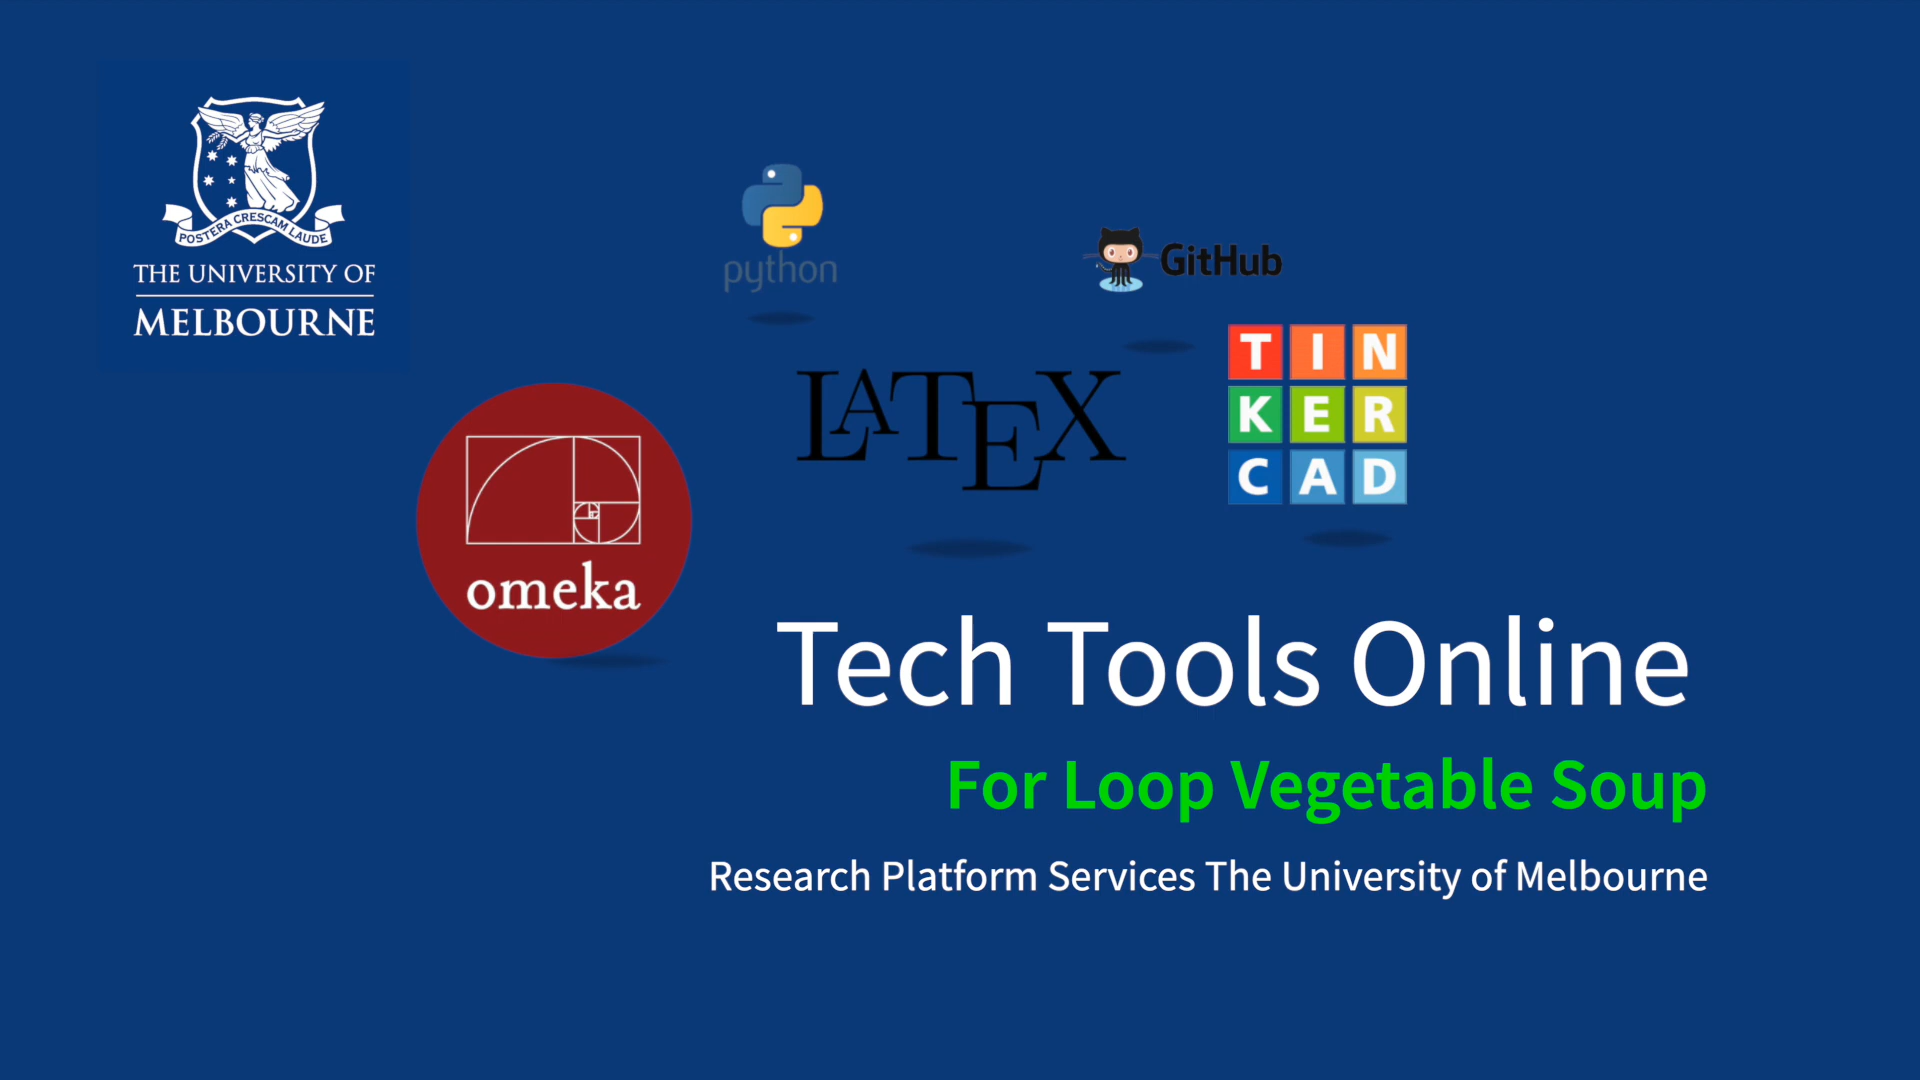 POSTERA CRESCAM LAUDE
THE UNIVERSITY OF
MELBOURNE
python
GitHub
LATEX
TIN
KER
CAD
omeka
Tech Tools Online
For Loop Vegetable Soup
Research Platform Services The University of Melbourne